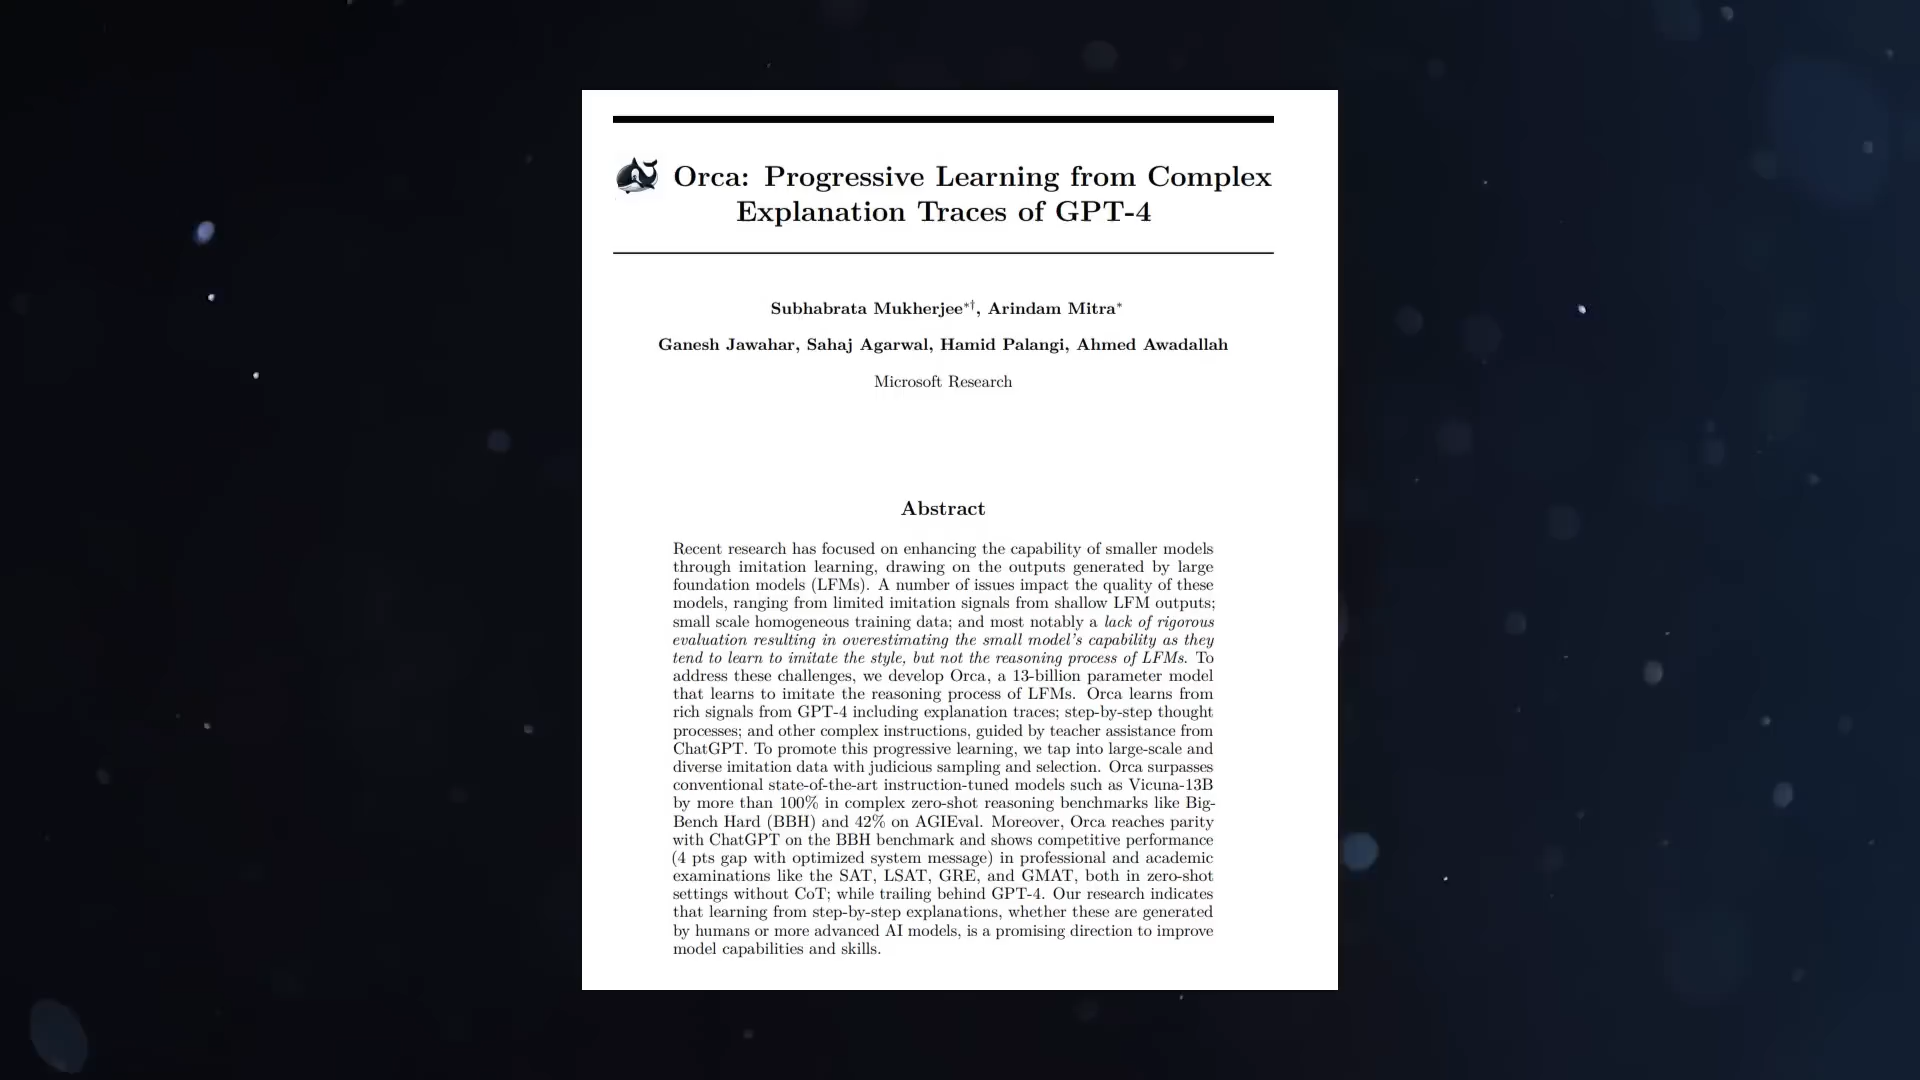 Orca: Progressive Learning from Complex
Explanation Traces of GPT-4
Subhabrata Mukherjee*†, Arindam Mitra*
Ganesh Jawahar, Sahaj Agarwal, Hamid Palangi, Ahmed Awadallah
Microsoft Research
Abstract
Recent research has focused on enhancing the capability of smaller models
through imitation learning, drawing on the outputs generated by large
foundation models (LFMs). A number of issues impact the quality of these
models, ranging from limited imitation signals from shallow LFM outputs;
small scale homogeneous training data; and most notably a lack of rigorous
evaluation resulting in overestimating the small model's capability as they
tend to learn to imitate the style, but not the reasoning process of LFMs. To
address these challenges, we develop Orca, a 13-billion parameter model
that learns to imitate the reasoning process of LFMs. Orca learns from
rich signals from GPT-4 including explanation traces; step-by-step thought
processes; and other complex instructions, guided by teacher assistance from
ChatGPT. To promote this progressive learning, we tap into large-scale and
diverse imitation data with judicious sampling and selection. Orca surpasses
conventional state-of-the-art instruction-tuned models such as Vicuna-13B
by more than 100% in complex zero-shot reasoning benchmarks like Big-
Bench Hard (BBH) and 42% on AGIEval. Moreover, Orca reaches parity
with ChatGPT on the BBH benchmark and shows competitive performance
(4 pts gap with optimized system message) in professional and academic
examinations like the SAT, LSAT, GRE, and GMAT, both in zero-shot
settings without CoT; while trailing behind GPT-4. Our research indicates
that learning from step-by-step explanations, whether these are generated
by humans or more advanced AI models, is a promising direction to improve
model capabilities and skills.